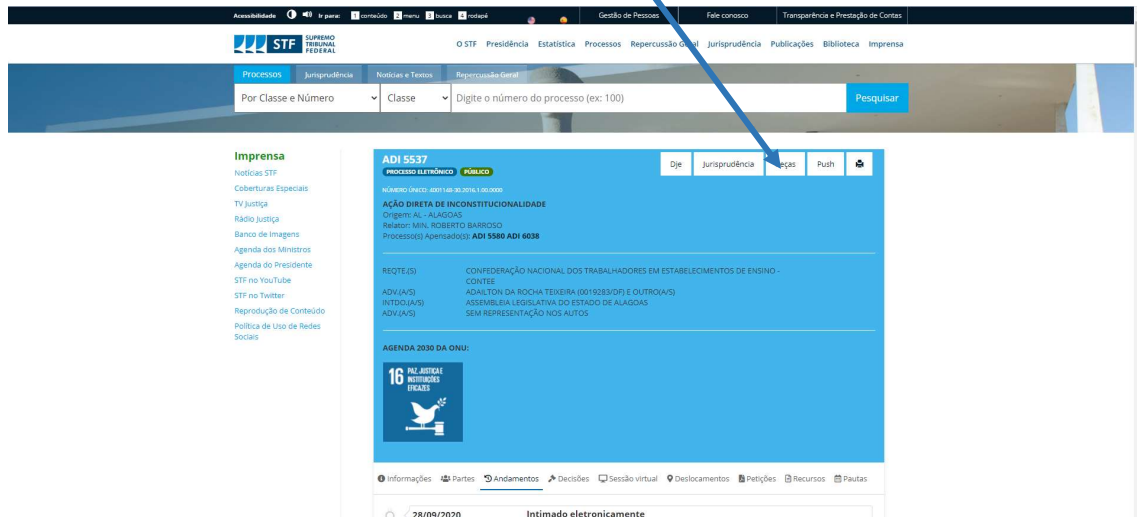 Acessibilidade Ir para: 1 conteúdo 2 menu 3 busca 4 rodapé Gestão de Pessoas Fale conosco Transparência e Prestação de Contas
STF SUPREMO TRIBUNAL FEDERAL
O STF Presidência Estatística Processos Repercussão Geral Jurisprudência Publicações Biblioteca Imprensa
Processos Jurisprudência Notícias e Textos Repercussão Geral
Por Classe e Número Classe Digite o número do processo (ex: 100) Pesquisar
Imprensa
Notícias STF
Coberturas Especiais
TV Justiça
Rádio Justiça
Banco de Imagens
Agenda dos Ministros
Agenda do Presidente
STF no YouTube
STF no Twitter
Reprodução de Conteúdo
Política de Uso de Redes
Sociais
ADI 5537
Dje Jurisprudência Peças Push
PROCESSO ELETRÔNICO PÚBLICO
NÚMERO ÚNICO: 4001148-30.2016.1.00.0000
AÇÃO DIRETA DE INCONSTITUCIONALIDADE
Origem: AL - ALAGOAS
Relator: MIN. ROBERTO BARROSO
Processo(s) Apensado(s): ADI 5580 ADI 6038
REQTE.(S) CONFEDERAÇÃO NACIONAL DOS TRABALHADORES EM ESTABELECIMENTOS DE ENSINO -
CONTEE
ADV.(A/S) ADAILTON DA ROCHA TEIXEIRA (0019283/DF) E OUTRO(A/S)
INTDO.(A/S) ASSEMBLEIA LEGISLATIVA DO ESTADO DE ALAGOAS
ADV.(A/S) SEM REPRESENTAÇÃO NOS AUTOS
AGENDA 2030 DA ONU:
16 PAZ, JUSTIÇA E
INSTITUIÇÕES
EFICAZES
Informações Partes Andamentos Decisões Sessão virtual Deslocamentos Petições Recursos Pautas
28/09/2020 Intimado eletronicamente